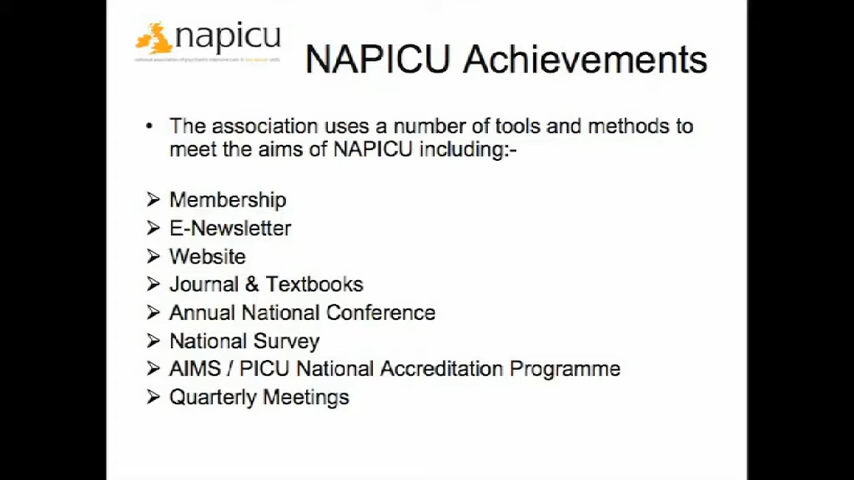 napicu
NAPICU Achievements
• The association uses a number of tools and methods to
meet the aims of NAPICU including:-
➢ Membership
➢ E-Newsletter
➢ Website
➢ Journal & Textbooks
➢ Annual National Conference
➢ National Survey
➢ AIMS / PICU National Accreditation Programme
➢ Quarterly Meetings